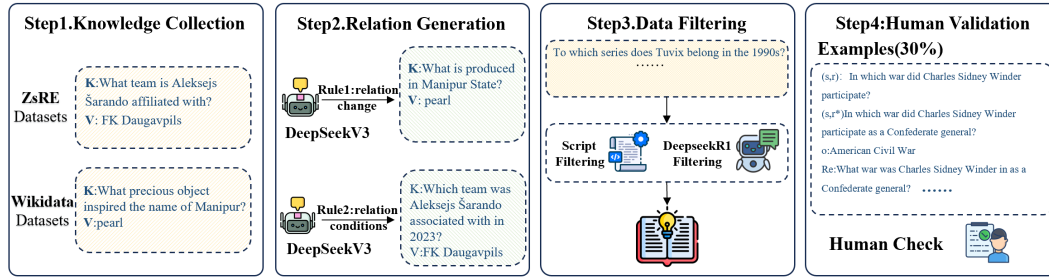 Step1.Knowledge Collection
ZsRE
Datasets
K:What team is Aleksejs
Šarando affiliated with?
V: FK Daugavpils
Wikidata
Datasets
K:What precious object
inspired the name of Manipur?
V:pearl
Step2.Relation Generation
DeepSeekV3
Rule1:relation
change
K:What is produced
in Manipur State?
V: pearl
DeepSeekV3
Rule2:relation
conditions
K:Which team was
Aleksejs Šarando
associated with in
2023?
V:FK Daugavpils
Step3.Data Filtering
To which series does Tuvix belong in the 1990s?
······
Script
Filtering
DeepseekR1
Filtering
Step4:Human Validation
Examples(30%)
(s,r): In which war did Charles Sidney Winder
participate?
(s,r*)In which war did Charles Sidney Winder
participate as a Confederate general?
o:American Civil War
Re:What war was Charles Sidney Winder in as a
Confederate general? ······
Human Check